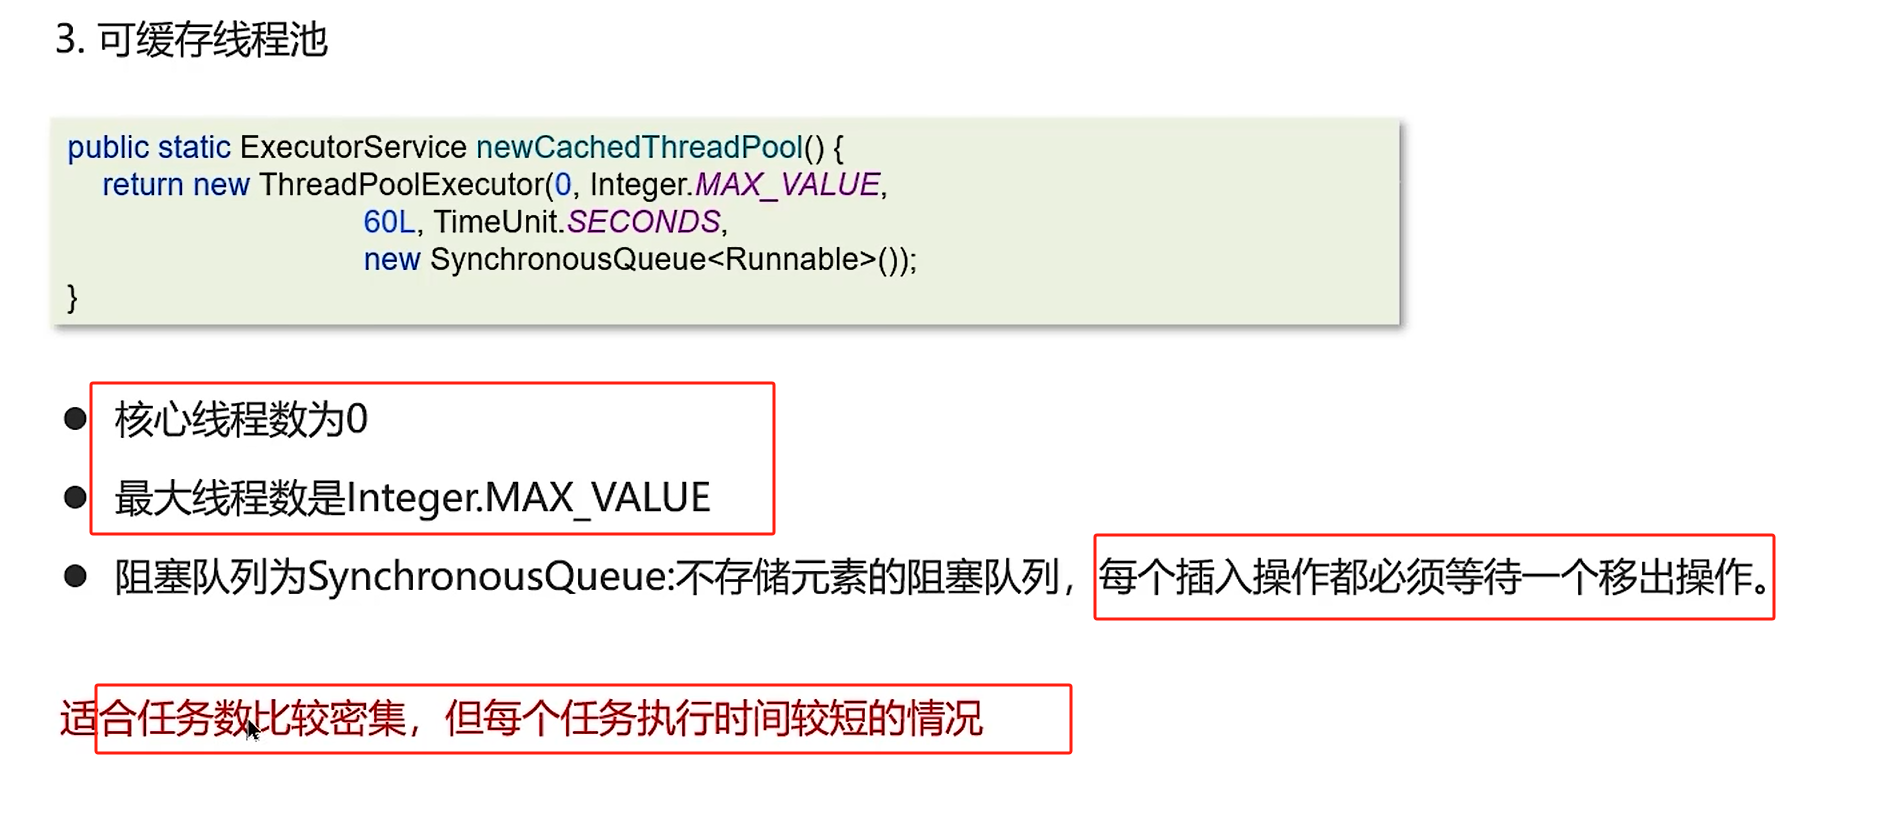 3. 可缓存线程池
public static ExecutorService newCachedThreadPool() {
return new ThreadPoolExecutor(0, Integer.MAX_VALUE,
60L, TimeUnit.SECONDS,
new SynchronousQueue<Runnable>());
}
● 核心线程数为0
● 最大线程数是Integer.MAX_VALUE
● 阻塞队列为SynchronousQueue:不存储元素的阻塞队列，每个插入操作都必须等待一个移出操作。
适合任务数比较密集，但每个任务执行时间较短的情况